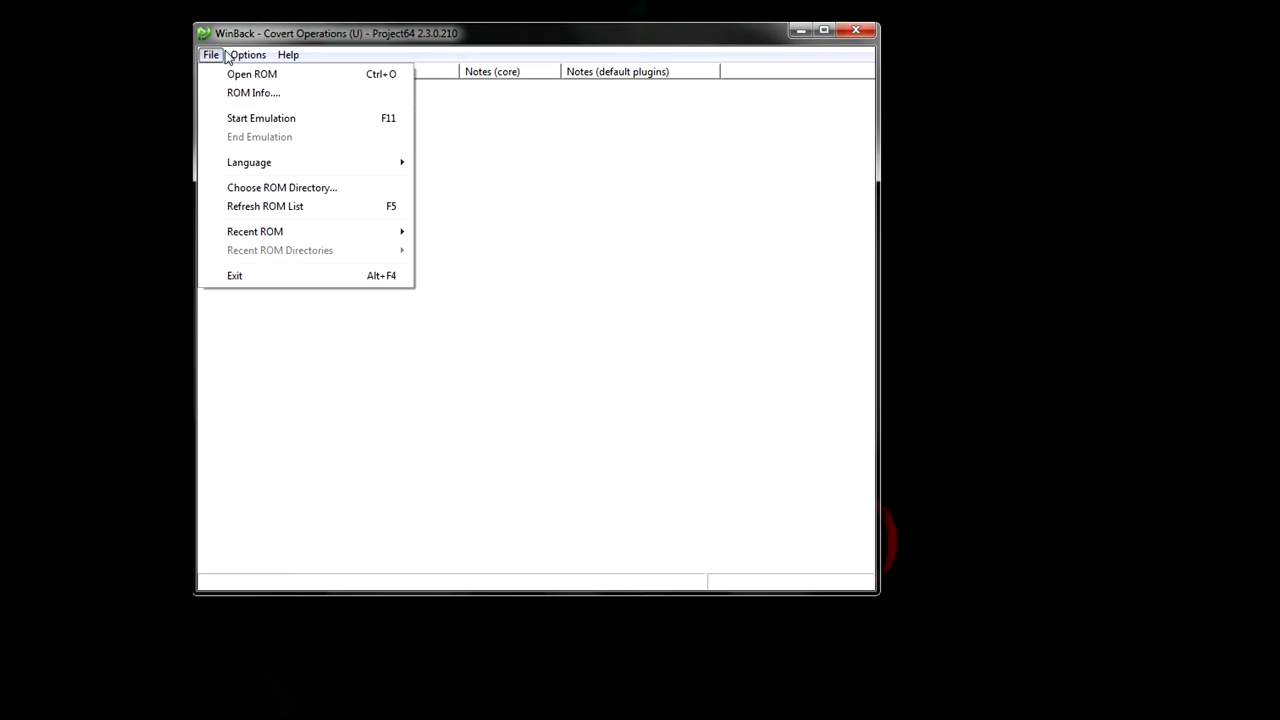 WinBack - Covert Operations (U) - Project64 2.3.0.210
File Options Help
Notes (core) Notes (default plugins)
Open ROM Ctrl+O
ROM Info....
Start Emulation F11
End Emulation
Language
Choose ROM Directory...
Refresh ROM List F5
Recent ROM
Recent ROM Directories
Exit Alt+F4